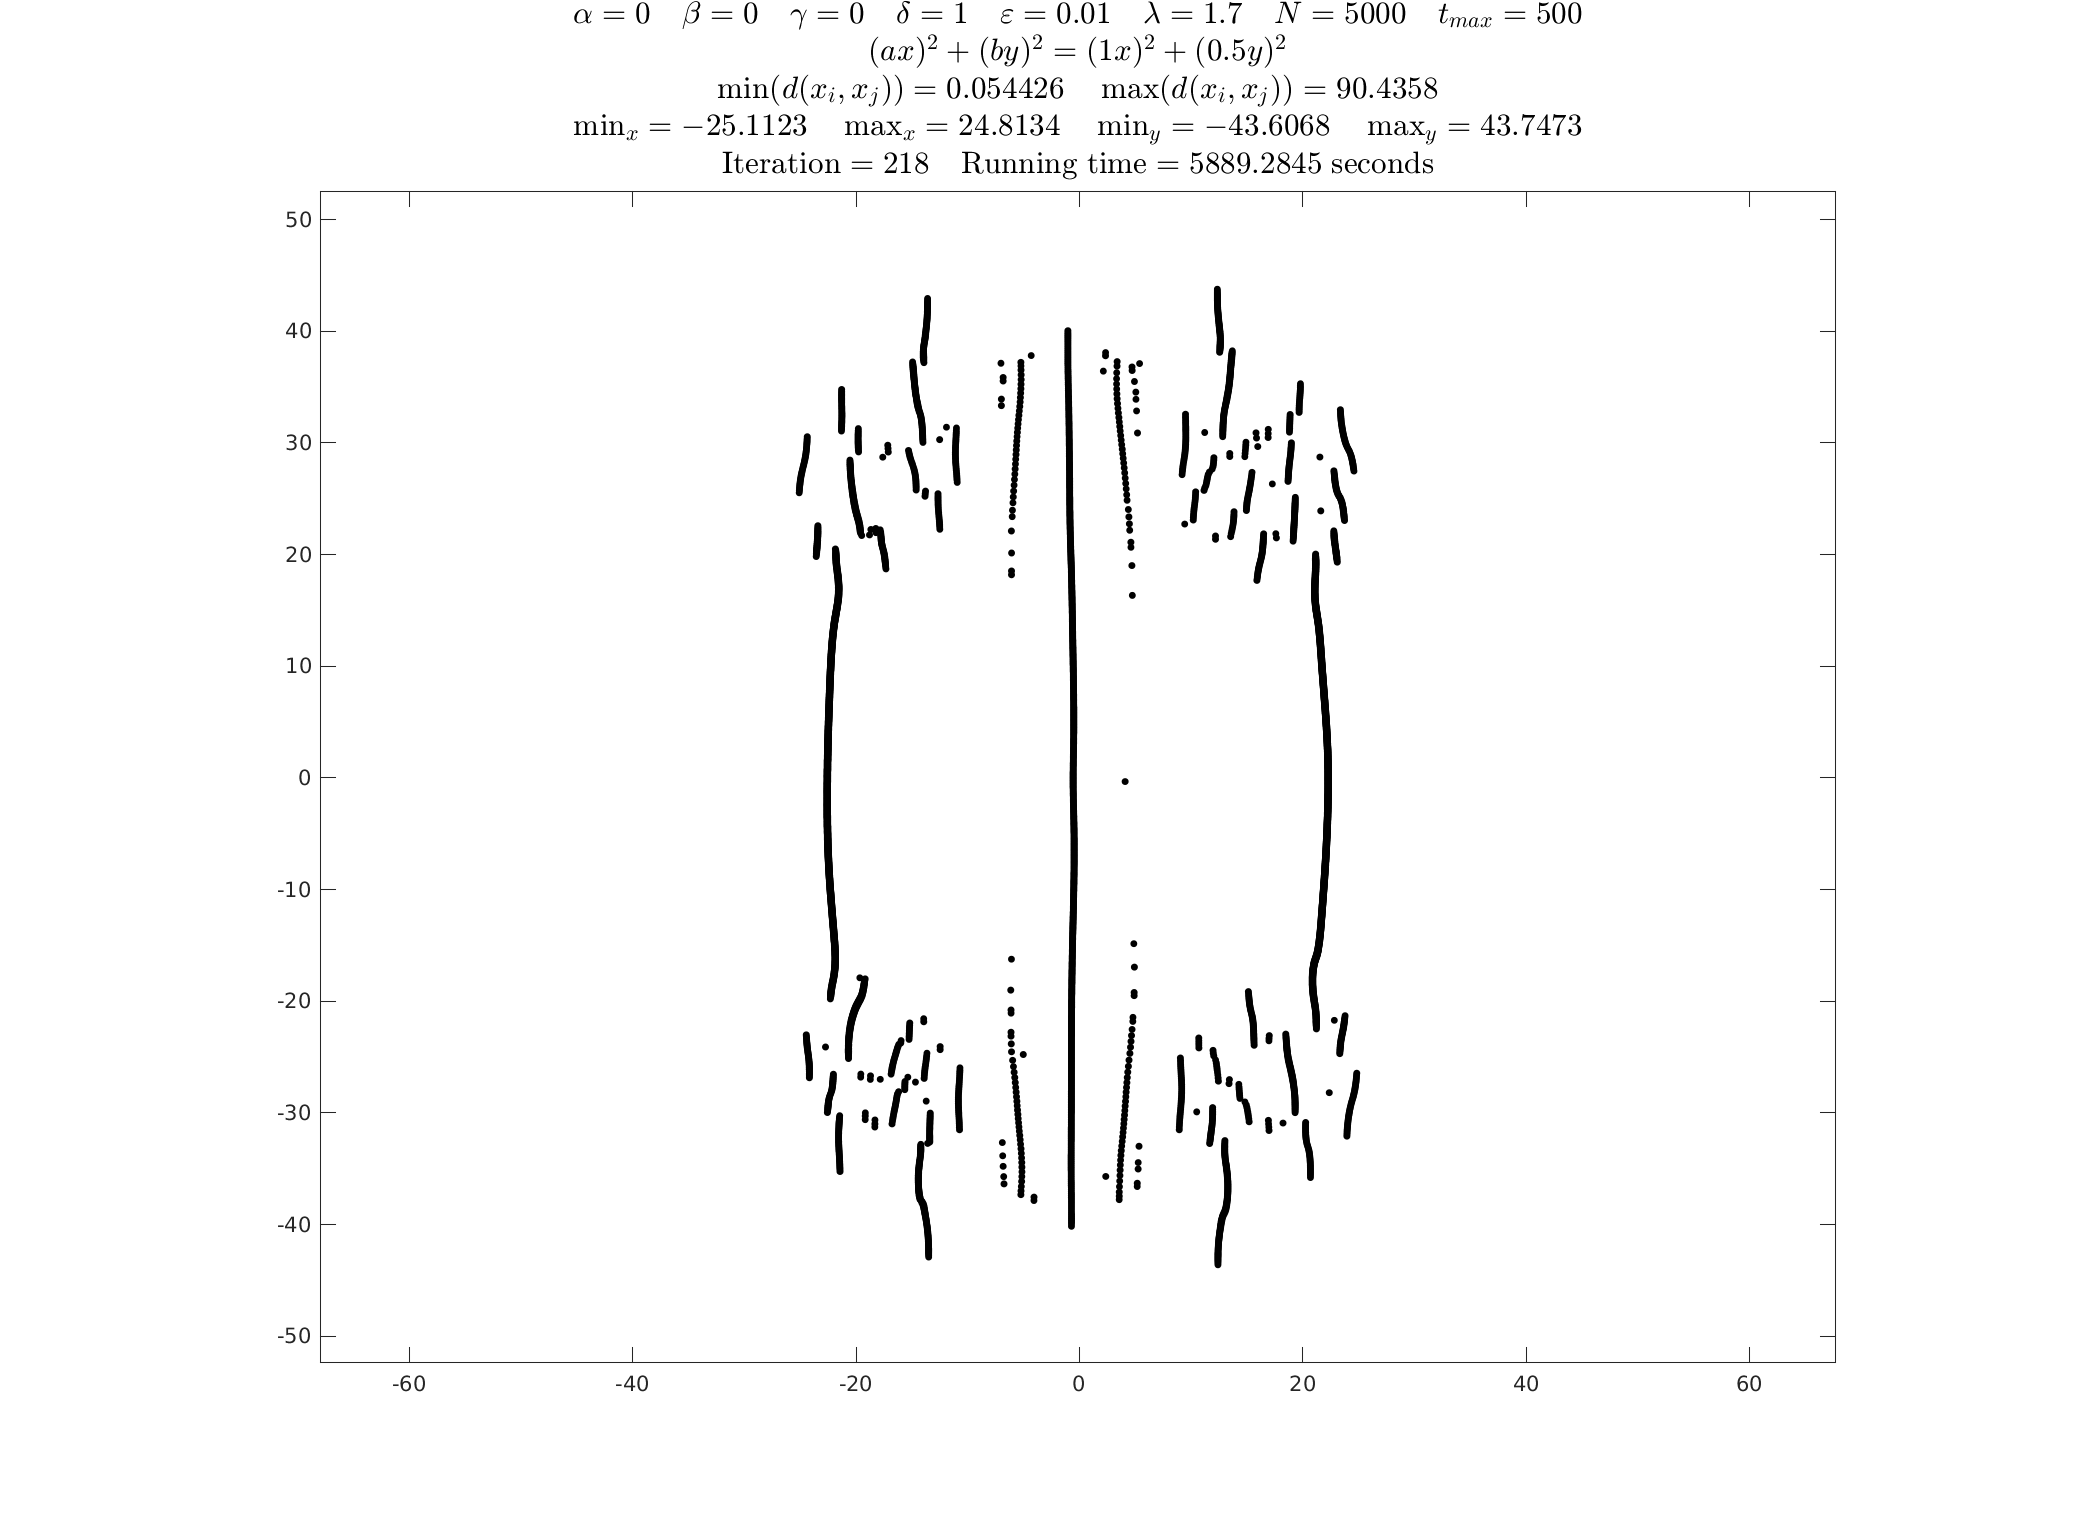 α = 0 β = 0 γ = 0 δ = 1 ε = 0.01 λ = 1.7 N = 5000 t_max = 500
(ax)² + (by)² = (1x)² + (0.5y)²
min(d(x_i, x_j)) = 0.054426 max(d(x_i, x_j)) = 90.4358
min_x = −25.1123 max_x = 24.8134 min_y = −43.6068 max_y = 43.7473
Iteration = 218 Running time = 5889.2845 seconds
50
40
30
20
10
0
-10
-20
-30
-40
-50
-60 -40 -20 0 20 40 60